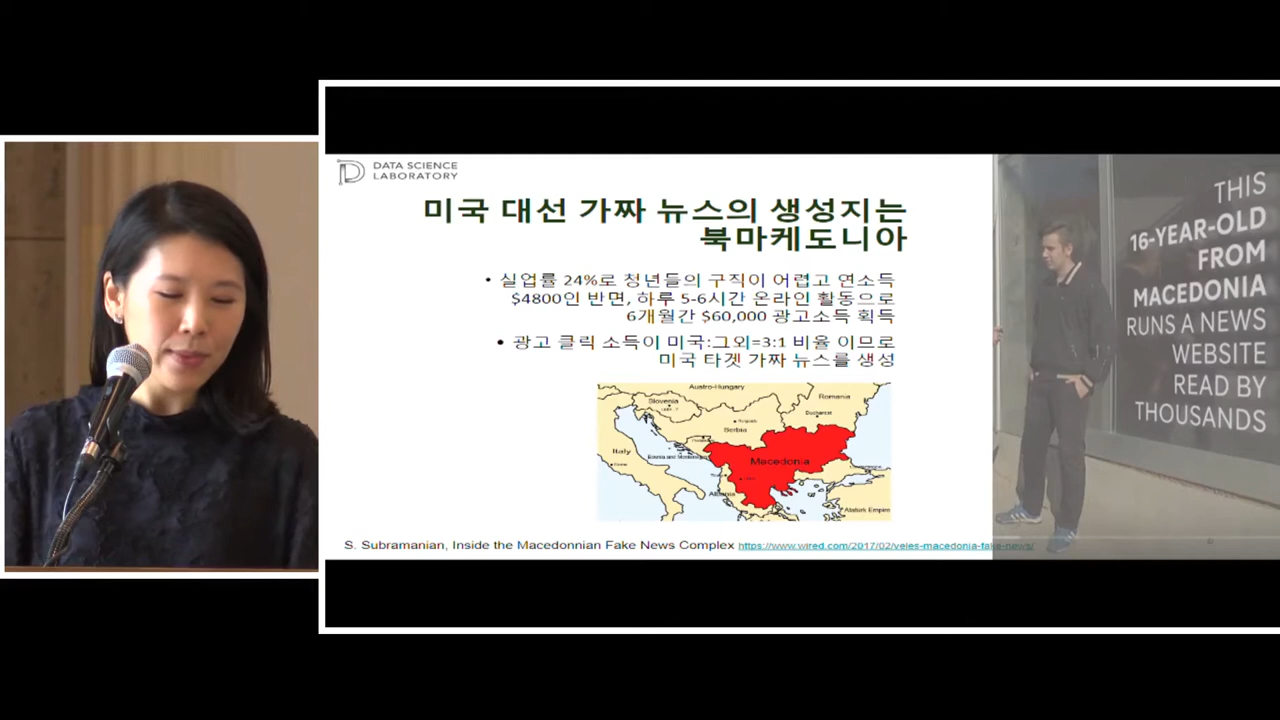 DATA SCIENCE
LABORATORY
미국 대선 가짜 뉴스의 생성지는
북마케도니아
• 실업률 24%로 청년들의 구직이 어렵고 연소득
$4800인 반면, 하루 5-6시간 온라인 활동으로
6개월간 $60,000 광고소득 획득
• 광고 클릭 소득이 미국:그외=3:1 비율 이므로
미국 타겟 가짜 뉴스를 생성
Austro-Hungary
Slovenia
Romania
Bucharest
Serbia
Italy
Bosnia and Montenegro
Macedonia
Albania
Ataturk Empire
S. Subramanian, Inside the Macedonnian Fake News Complex https://www.wired.com/2017/02/veles-macedonia-fake-news/
THIS
16-YEAR-OLD
FROM
MACEDONIA
RUNS A NEWS
WEBSITE
READ BY
THOUSANDS